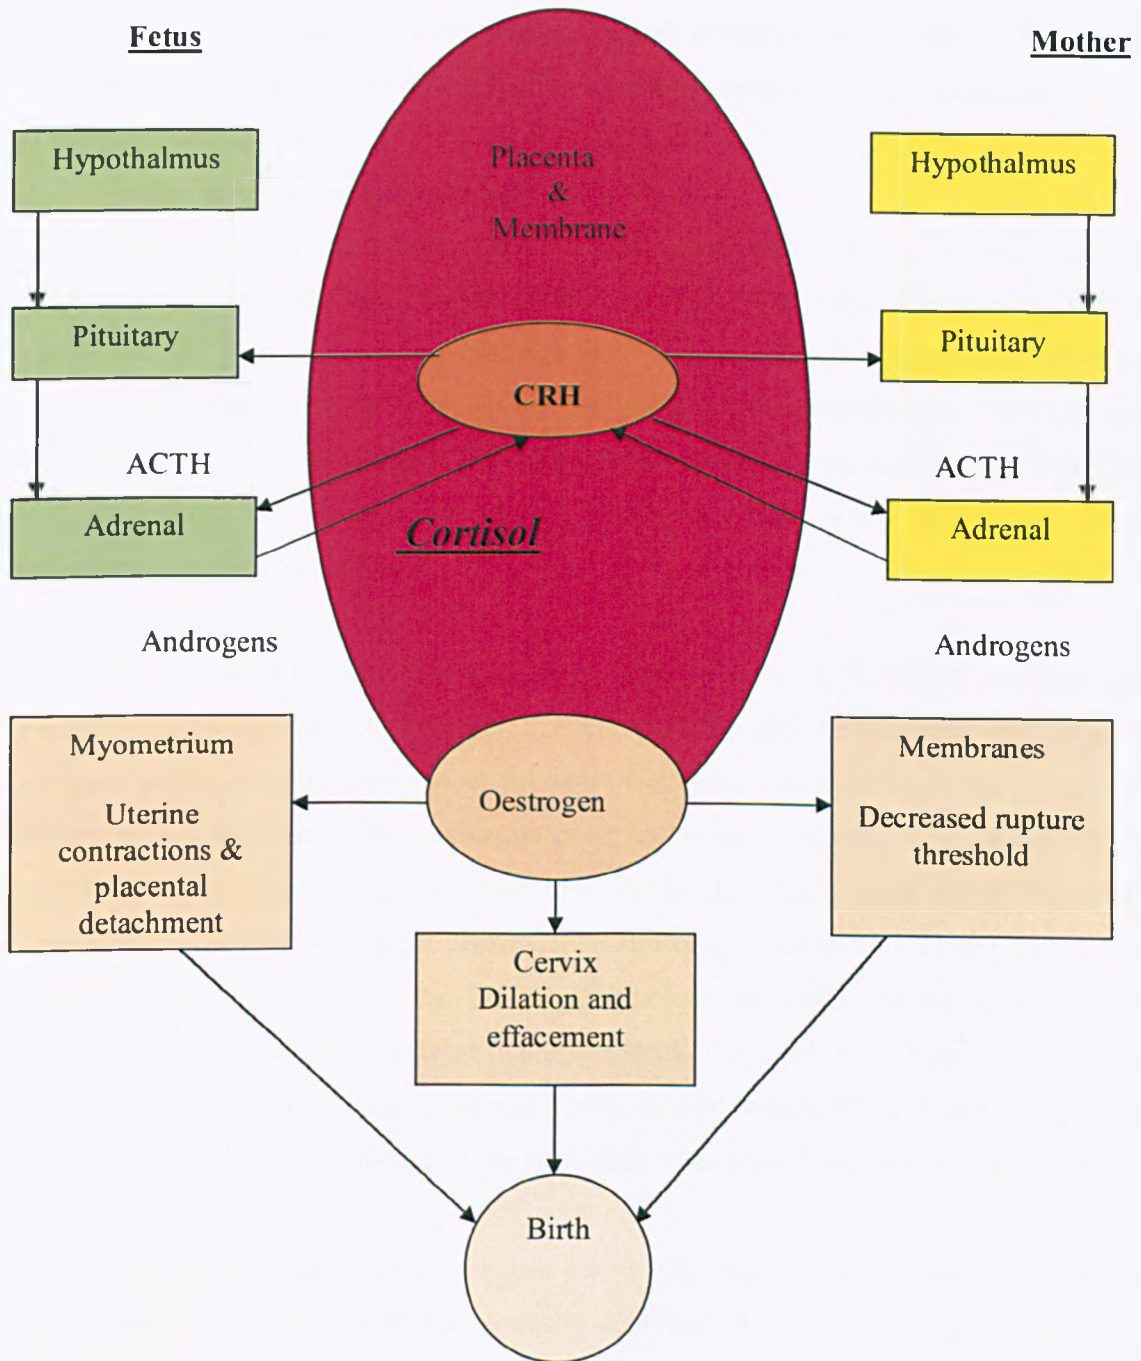 Fetus
Mother
Hypothalmus
Placenta
&
Membrane
Hypothalmus
Pituitary
CRH
Pituitary
ACTH
ACTH
Adrenal
Cortisol
Adrenal
Androgens
Androgens
Myometrium
Uterine
contractions &
placental
detachment
Oestrogen
Membranes
Decreased rupture
threshold
Cervix
Dilation and
effacement
Birth